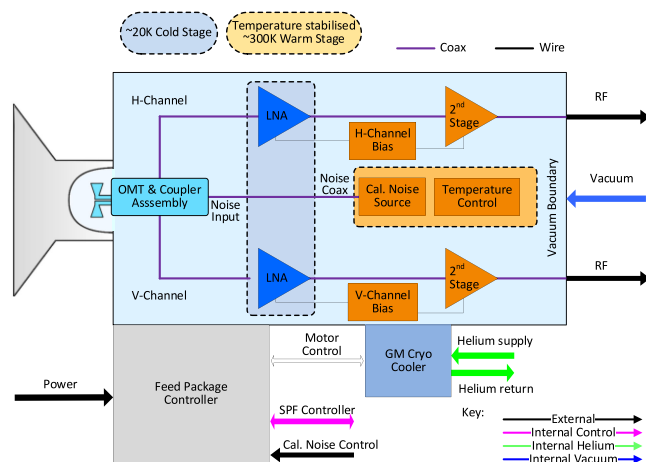 ~20K Cold Stage
Temperature stabilised
~300K Warm Stage
Coax
Wire
H-Channel
LNA
2nd
Stage
RF
H-Channel
Bias
Noise
Coax
Cal. Noise
Source
Temperature
Control
Vacuum
OMT & Coupler
Asssembly
Noise
Input
Vacuum Boundary
LNA
2nd
Stage
RF
V-Channel
V-Channel
Bias
Motor
Control
GM Cryo
Cooler
Helium supply
Helium return
Power
Feed Package
Controller
SPF Controller
Cal. Noise Control
Key:
External
Internal Control
Internal Helium
Internal Vacuum